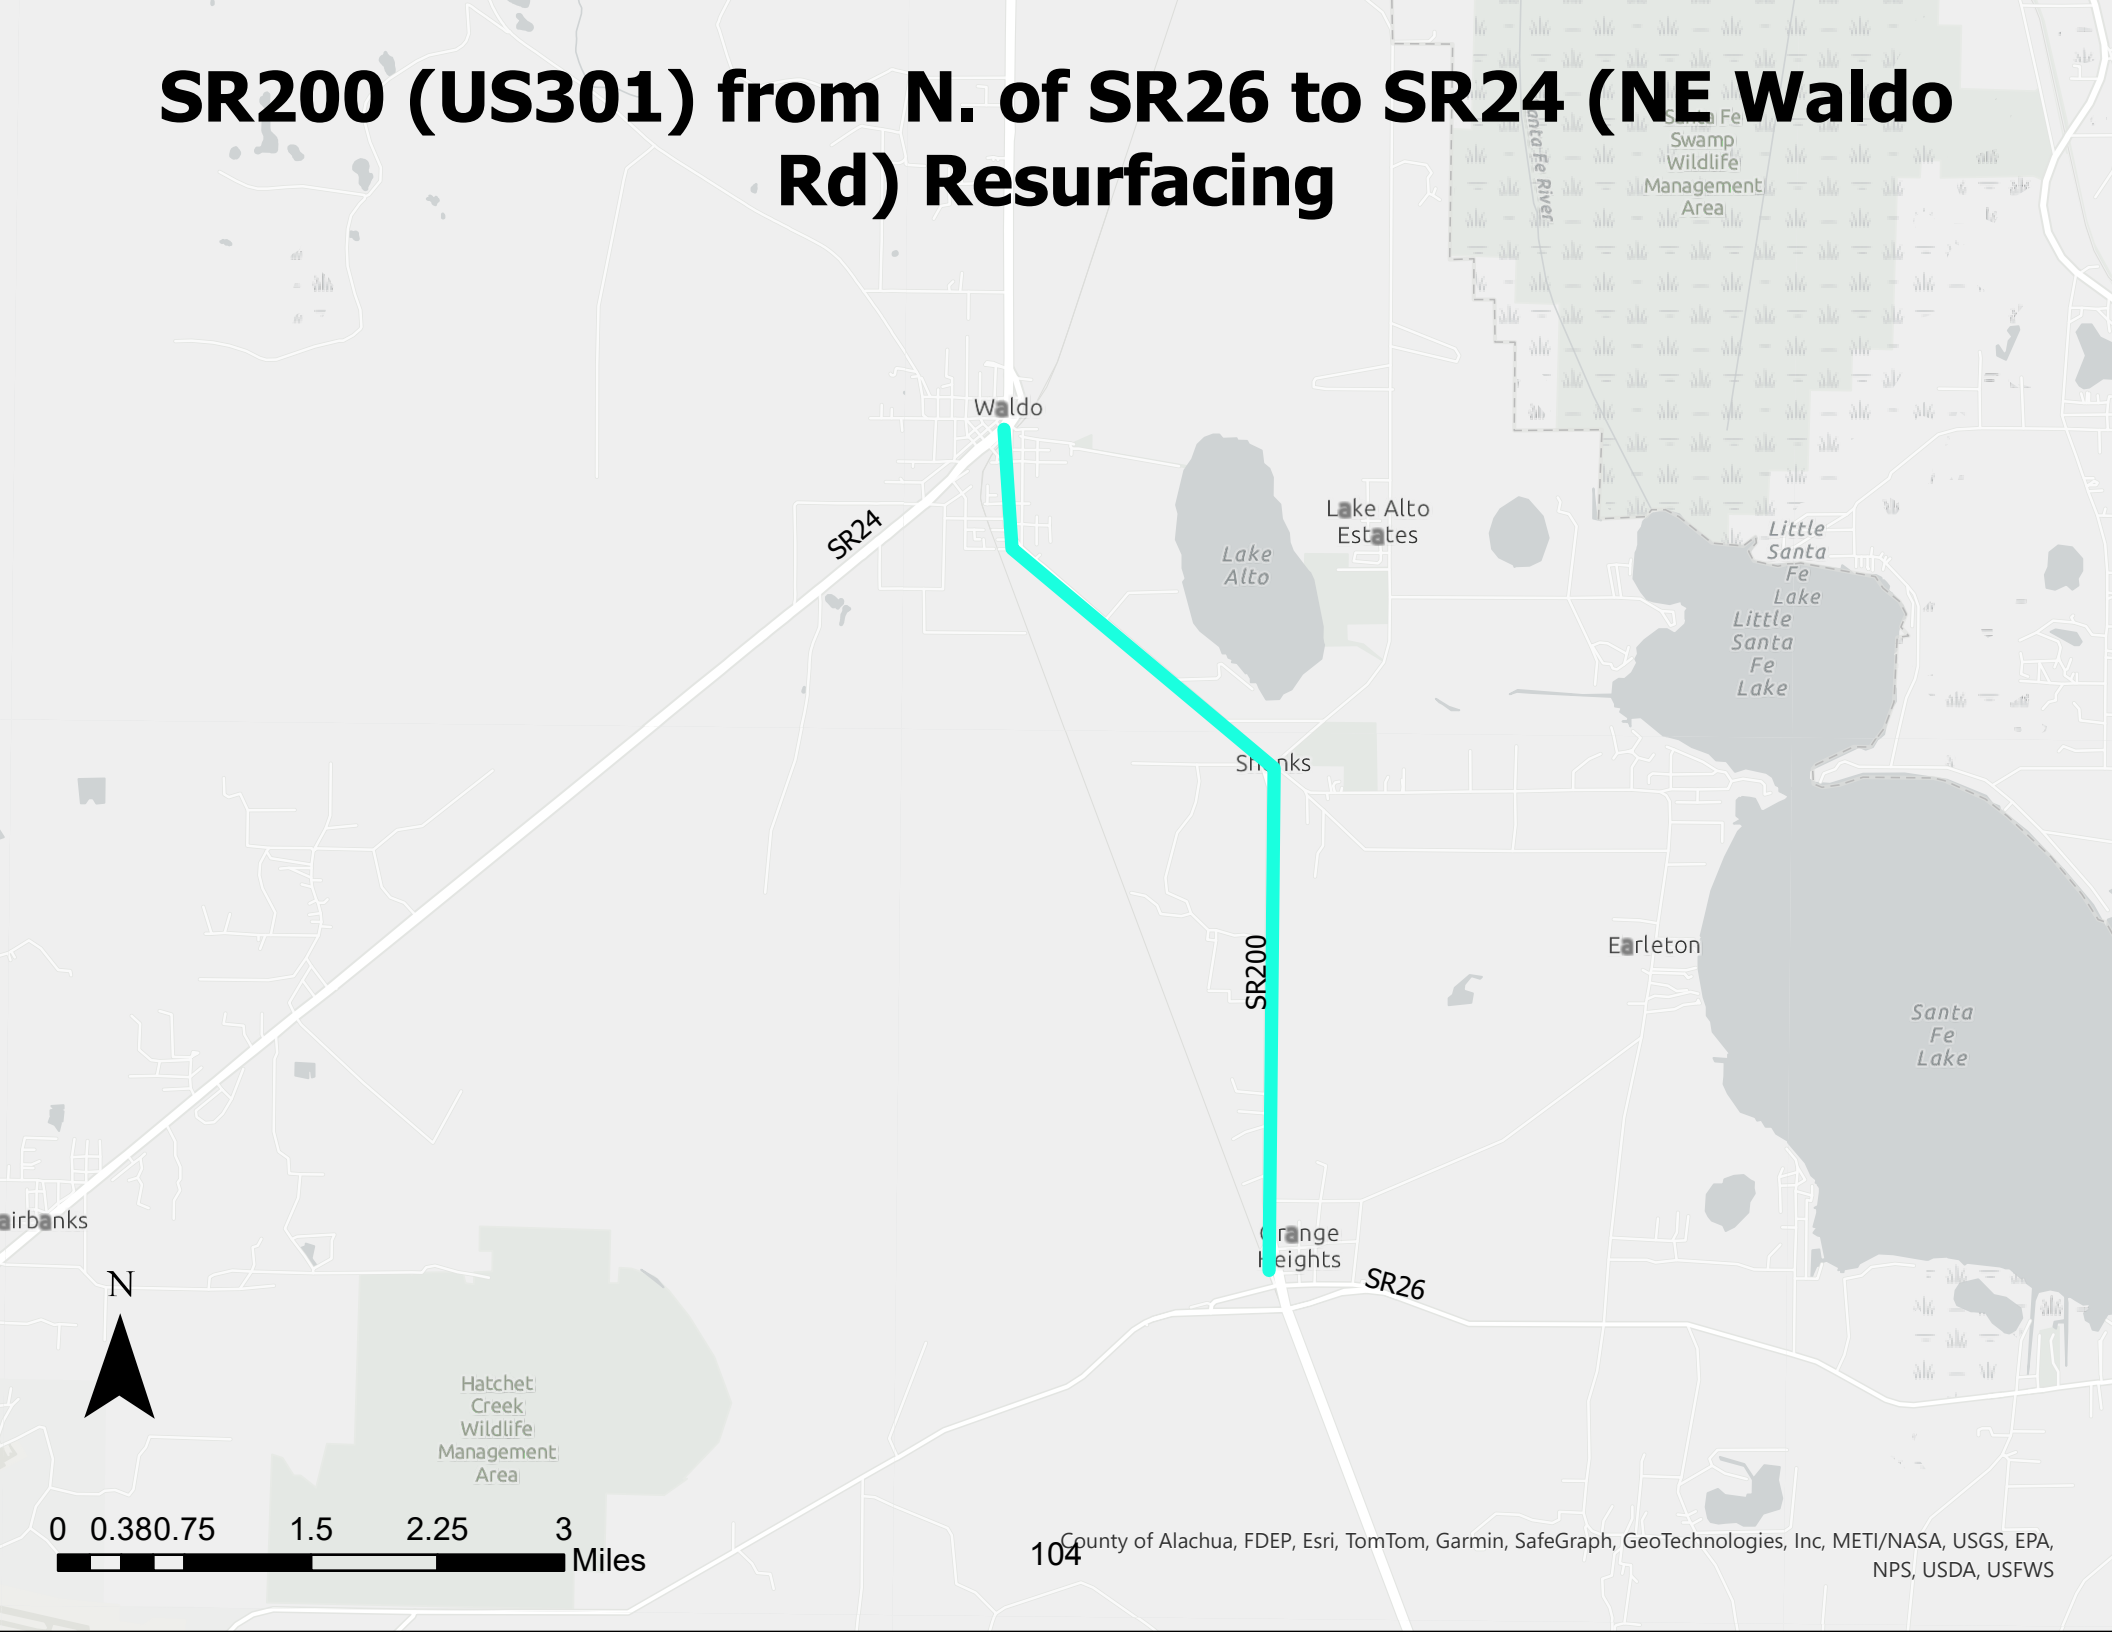 SR200 (US301) from N. of SR26 to SR24 (NE Waldo
Rd) Resurfacing
Santa Fe
Swamp
Wildlife
Management
Area
Santa Fe River
Waldo
SR24
Lake Alto
Estates
Lake
Alto
Little
Santa
Fe
Lake
Little
Santa
Fe
Lake
Shenks
SR200
Earleton
Santa
Fe
Lake
airbanks
Orange
Heights
SR26
N
Hatchet
Creek
Wildlife
Management
Area
0 0.380.75 1.5 2.25 3
Miles
104
County of Alachua, FDEP, Esri, TomTom, Garmin, SafeGraph, GeoTechnologies, Inc, METI/NASA, USGS, EPA,
NPS, USDA, USFWS